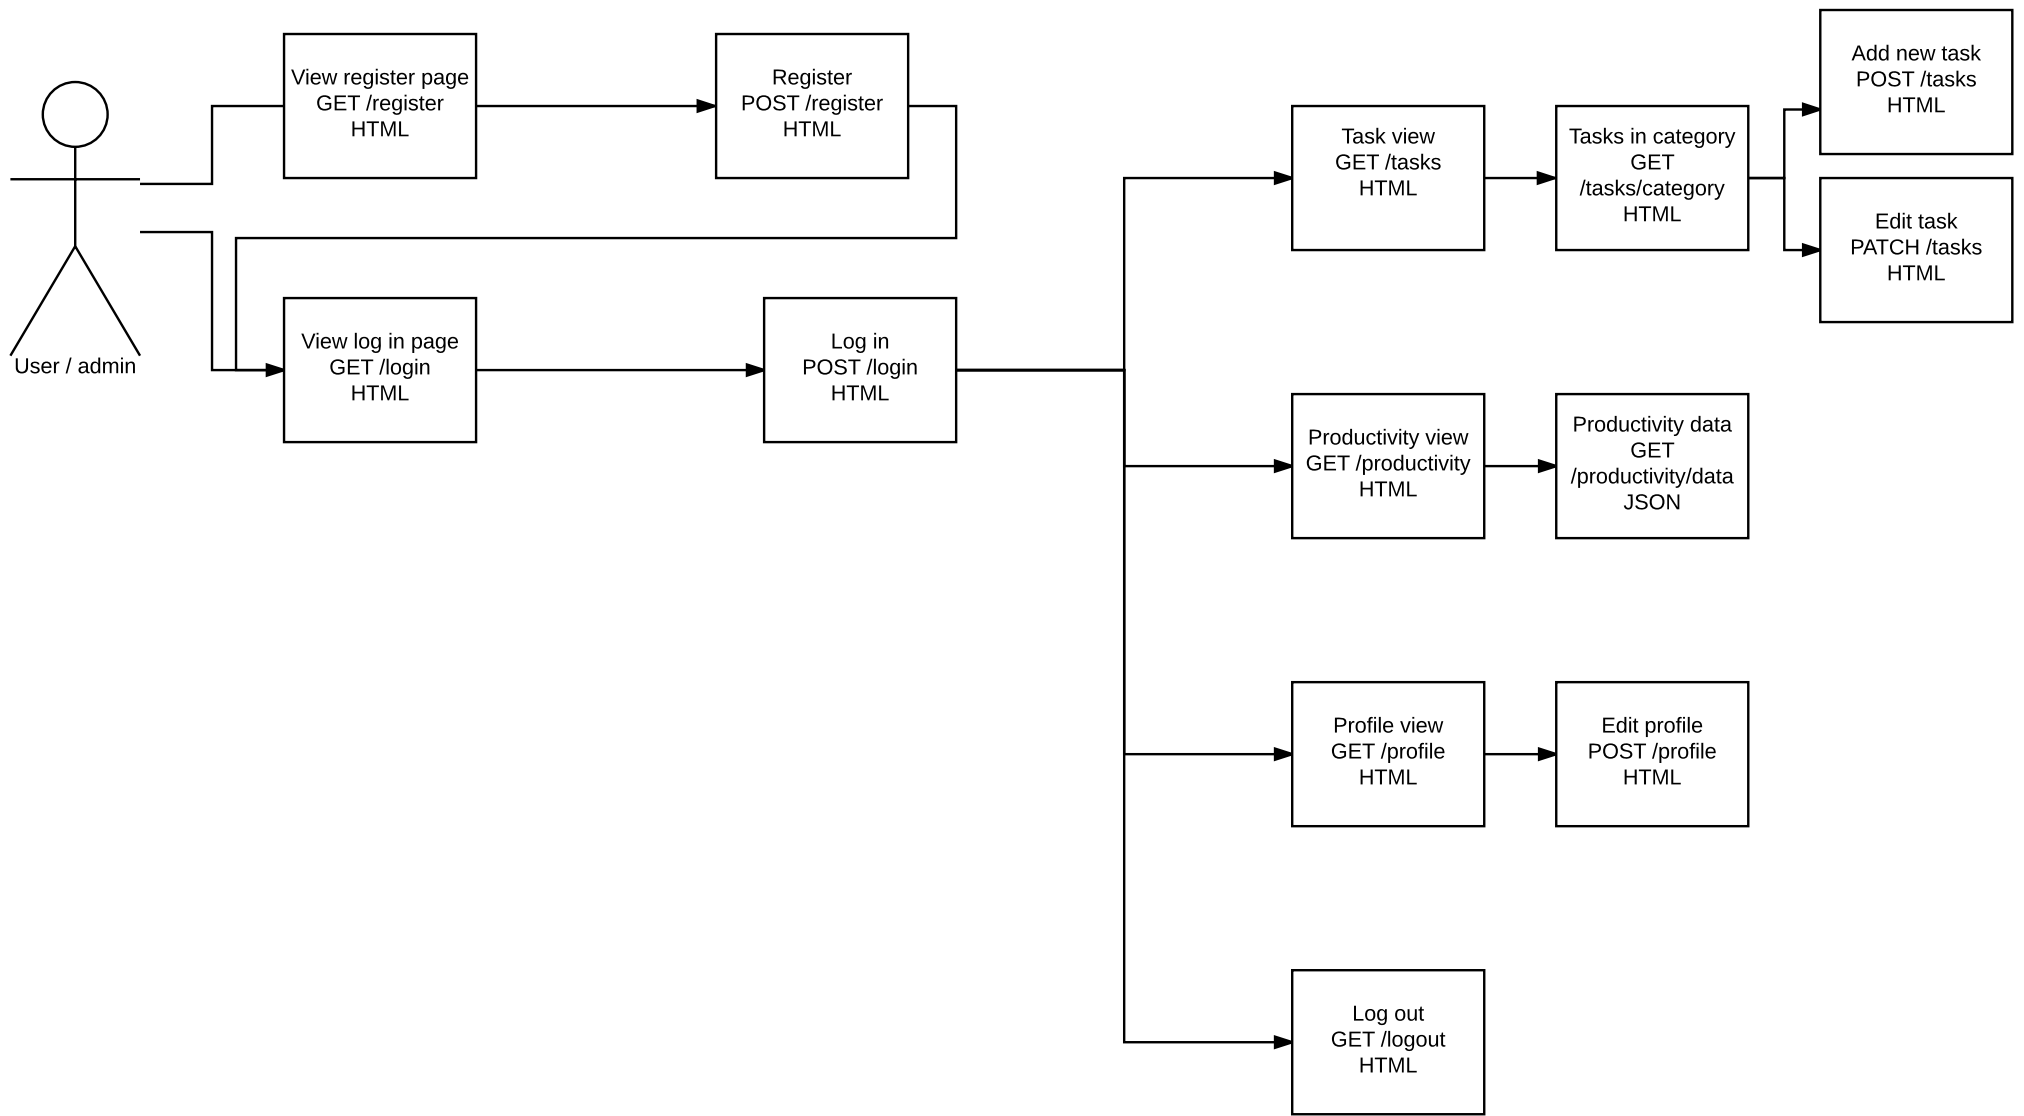 View register page
GET /register
HTML
Register
POST /register
HTML
User / admin
View log in page
GET /login
HTML
Log in
POST /login
HTML
Task view
GET /tasks
HTML
Tasks in category
GET
/tasks/category
HTML
Add new task
POST /tasks
HTML
Edit task
PATCH /tasks
HTML
Productivity view
GET /productivity
HTML
Productivity data
GET
/productivity/data
JSON
Profile view
GET /profile
HTML
Edit profile
POST /profile
HTML
Log out
GET /logout
HTML